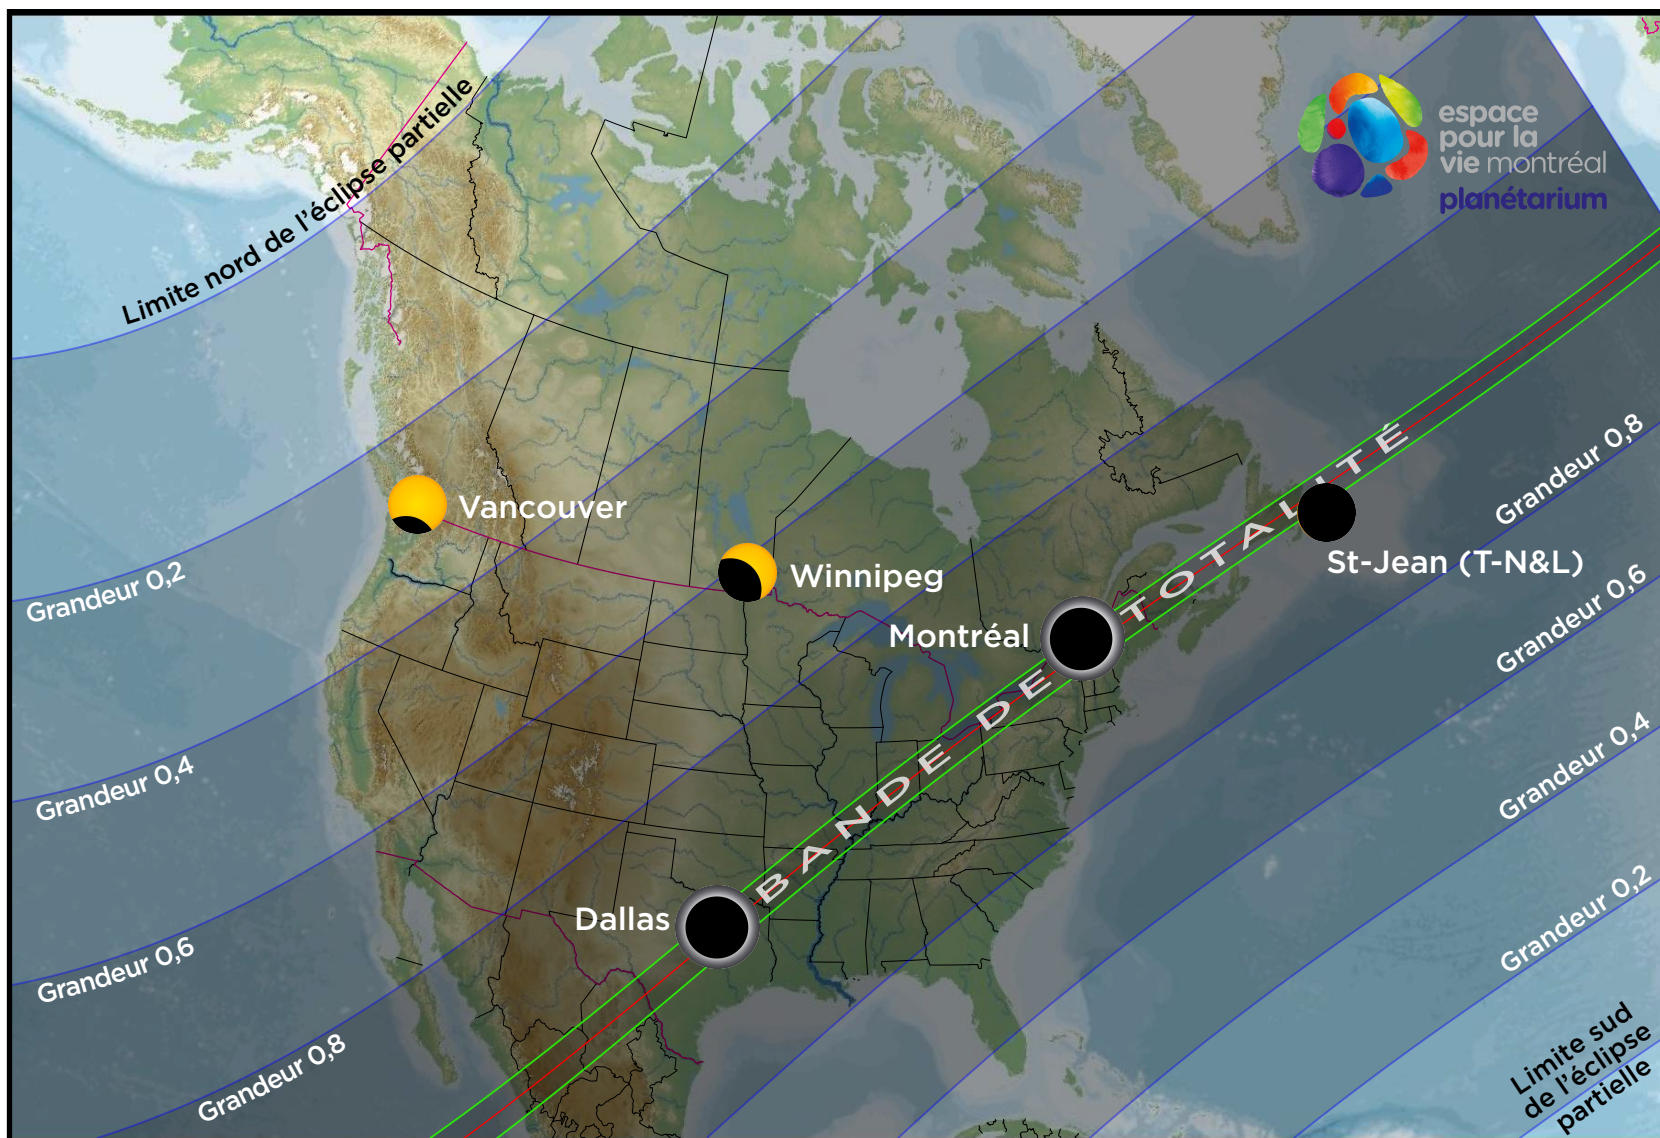 Limite nord de l'éclipse partielle
espace
pour la
vie montréal
planétarium
Grandeur 0,8
Vancouver
Winnipeg
St-Jean (T-N&L)
Montréal
BANDE DE TOTALITÉ
Grandeur 0,2
Grandeur 0,6
Grandeur 0,4
Grandeur 0,4
Dallas
Grandeur 0,2
Grandeur 0,6
Grandeur 0,8
Limite sud
de l'éclipse
partielle